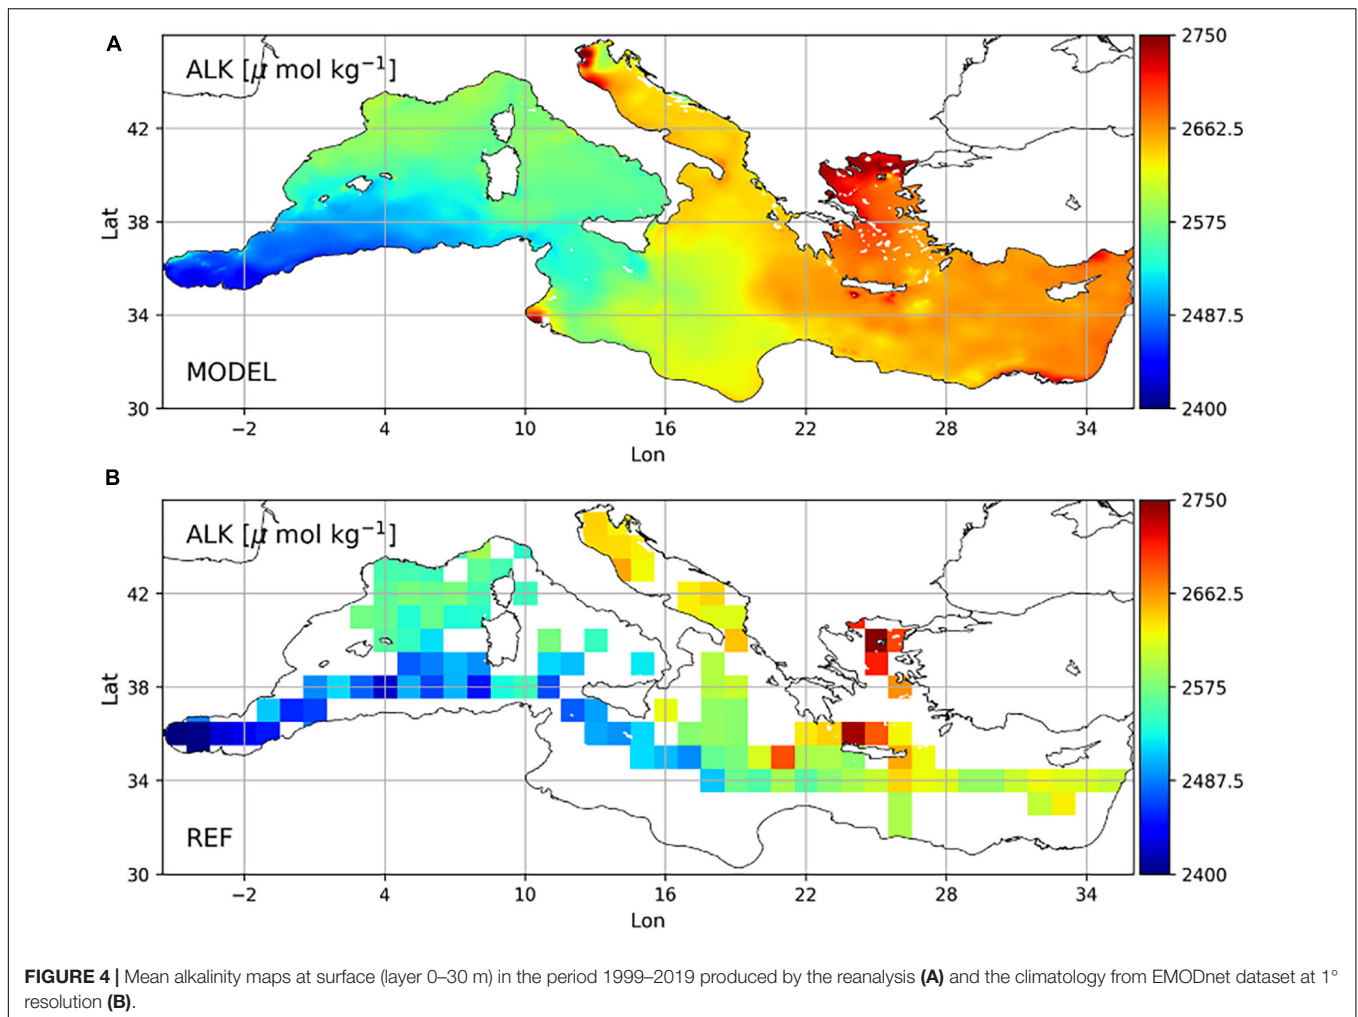 A
ALK [μ mol kg⁻¹]
MODEL
Lat
42
38
34
30
−2
4
10
16
22
28
34
Lon
2750
2662.5
2575
2487.5
2400
B
ALK [μ mol kg⁻¹]
REF
Lat
42
38
34
30
−2
4
10
16
22
28
34
Lon
2750
2662.5
2575
2487.5
2400
FIGURE 4 | Mean alkalinity maps at surface (layer 0–30 m) in the period 1999–2019 produced by the reanalysis (A) and the climatology from EMODnet dataset at 1°
resolution (B).